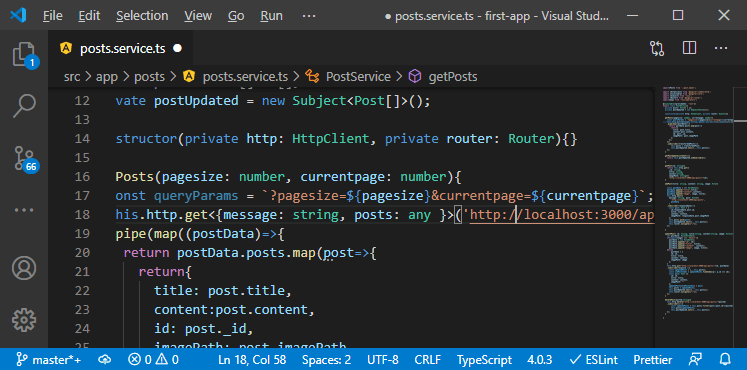 File Edit Selection View Go Run ··· ● posts.service.ts - first-app - Visual Stud...
posts.service.ts ●
src > app > posts > posts.service.ts > PostService > getPosts
12 vate postUpdated = new Subject<Post[]>();
13
14 structor(private http: HttpClient, private router: Router){}
15
16 Posts(pagesize: number, currentpage: number){
17 onst queryParams = `?pagesize=${pagesize}&currentpage=${currentpage}`;
18 his.http.get<{message: string, posts: any }>('http://localhost:3000/ap
19 pipe(map((postData)=>{
20 return postData.posts.map(post=>{
21 return{
22 title: post.title,
23 content:post.content,
24 id: post._id,
25 imagePath: post.imagePath
1
66
master*+ 0 0 Ln 18, Col 58 Spaces: 2 UTF-8 CRLF TypeScript 4.0.3 ✓ ESLint Prettier